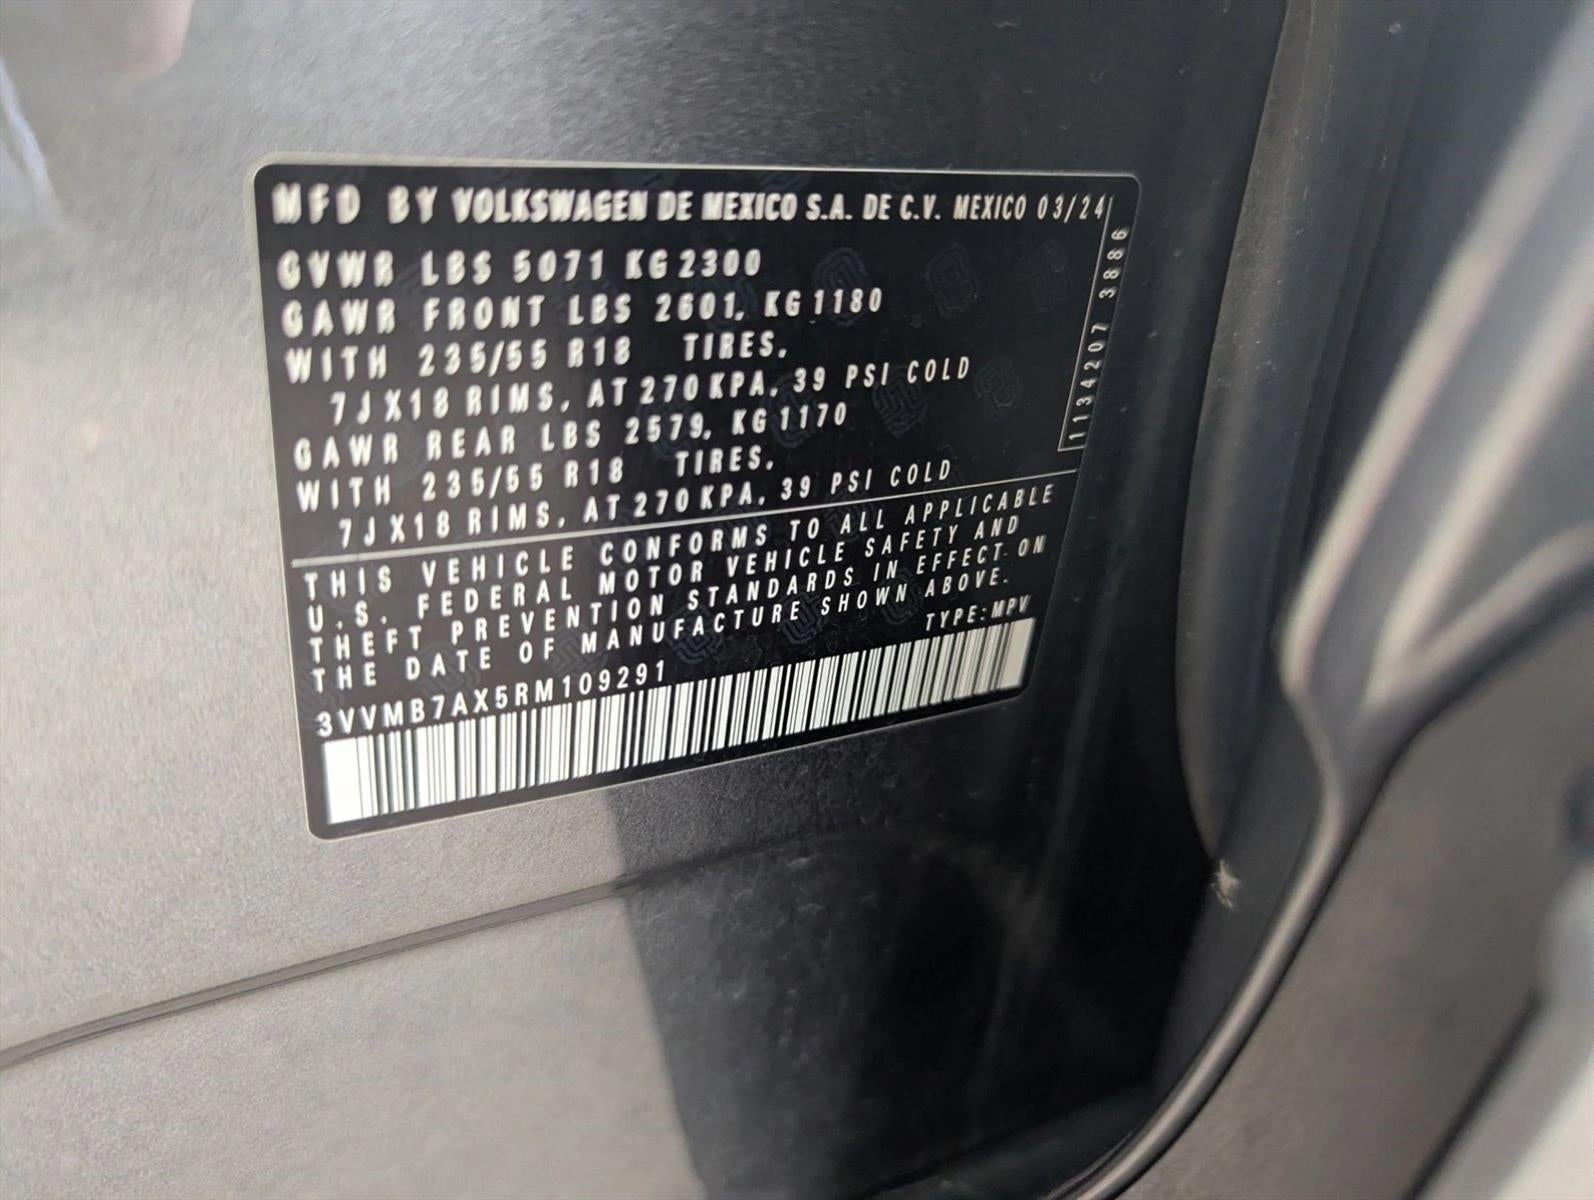 MFD BY VOLKSWAGEN DE MEXICO S.A. DE C.V. MEXICO 03/24
GVWR LBS 5071 KG 2300
GAWR FRONT LBS 2601, KG 1180
WITH 235/55 R18 TIRES,
7J X18 RIMS, AT 270 KPA, 39 PSI COLD
GAWR REAR LBS 2579, KG 1170
WITH 235/55 R18 TIRES,
7J X18 RIMS, AT 270 KPA, 39 PSI COLD
1134207 3886
THIS VEHICLE CONFORMS TO ALL APPLICABLE
U.S. FEDERAL MOTOR VEHICLE SAFETY AND
THEFT PREVENTION STANDARDS IN EFFECT ON
THE DATE OF MANUFACTURE SHOWN ABOVE.
TYPE: MPV
3VVMB7AX5RM109291